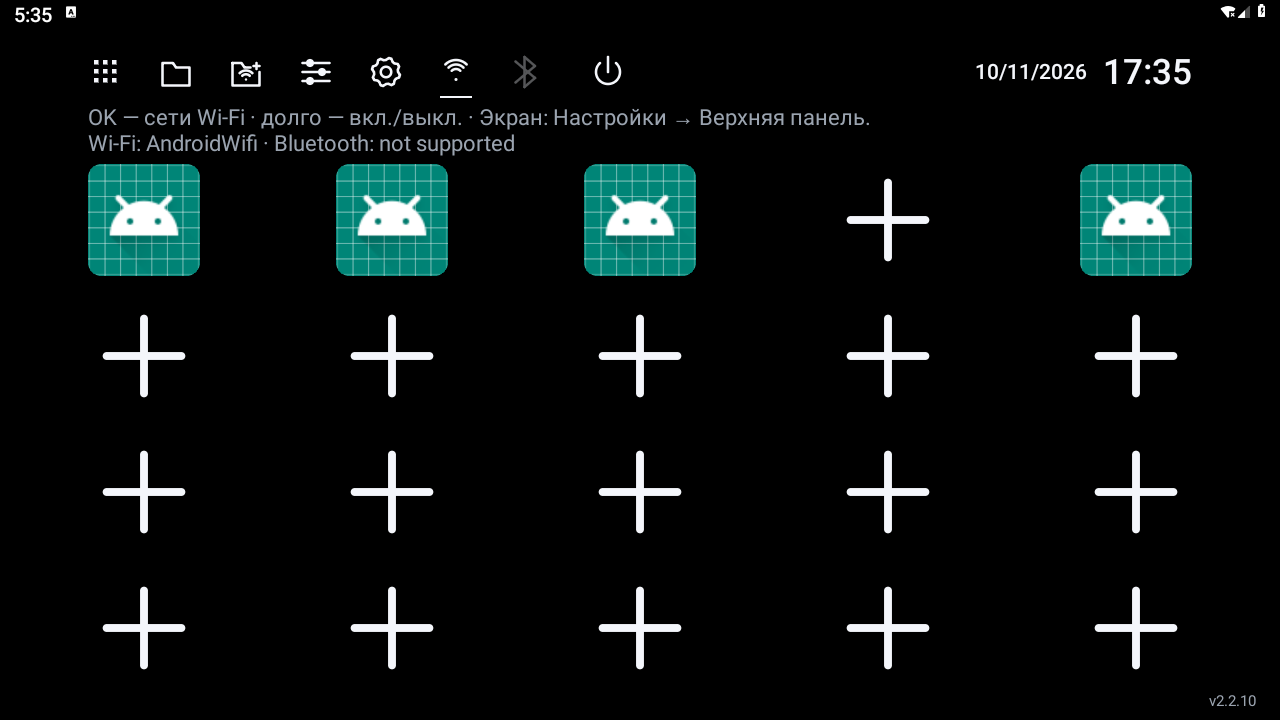 5:35
10/11/2026 17:35
OK — сети Wi-Fi · долго — вкл./выкл. · Экран: Настройки → Верхняя панель.
Wi-Fi: AndroidWifi · Bluetooth: not supported
v2.2.10